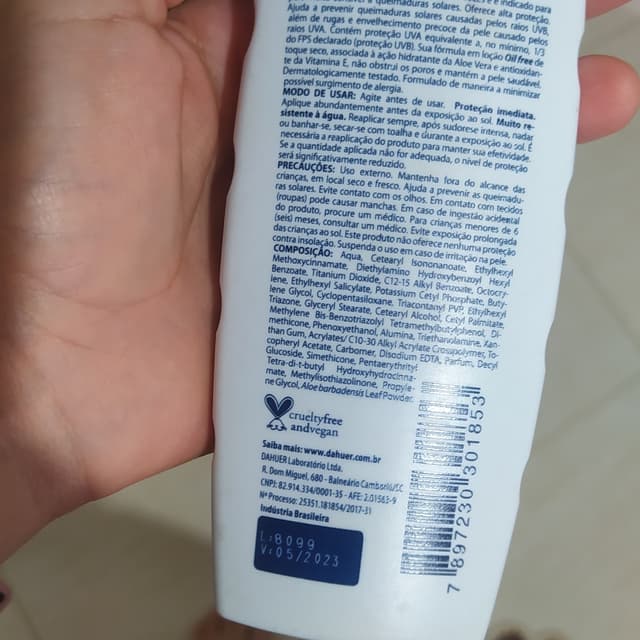 solares. Oferece alta proteção.
Ajuda a prevenir queimaduras solares causadas pelos raios UVB,
além de rugas e envelhecimento precoce da pele causado pelos
raios UVA. Contém proteção UVA equivalente a, no mínimo, 1/3
do FPS declarado (proteção UVB). Sua fórmula em loção Oil free de
toque seco, associada à ação hidratante da Aloe Vera e antioxidan-
te da Vitamina E, não obstrui os poros e mantém a pele saudável.
Dermatologicamente testado. Formulado de maneira a minimizar
possível surgimento de alergia.
MODO DE USAR: Agite antes de usar. Proteção imediata.
Aplique abundantemente antes da exposição ao sol. Muito re-
sistente à água. Reaplicar sempre, após sudorese intensa, nadar
ou banhar-se, secar-se com toalha e durante a exposição ao sol. É
necessária a reaplicação do produto para manter sua efetividade.
Se a quantidade aplicada não for adequada, o nível de proteção
será significativamente reduzido.
PRECAUÇÕES: Uso externo. Mantenha fora do alcance das
crianças, em local seco e fresco. Ajuda a prevenir as queimadu-
ras solares. Evite contato com os olhos. Em contato com tecidos
(roupas) pode causar manchas. Em caso de ingestão acidental
do produto, procure um médico. Para crianças menores de 6
(seis) meses, consultar um médico. Evite exposição prolongada
das crianças ao sol. Este produto não oferece nenhuma proteção
contra insolação. Suspenda o uso em caso de irritação na pele.
COMPOSIÇÃO: Aqua, Cetearyl Isononanoate, Ethylhexyl
Methoxycinnamate, Diethylamino Hydroxybenzoyl Hexyl
Benzoate, Titanium Dioxide, C12-15 Alkyl Benzoate, Octocry-
lene, Ethylhexyl Salicylate, Potassium Cetyl Phosphate, Buty-
lene Glycol, Cyclopentasiloxane, Triacontanyl PVP, Ethylhexyl
Triazone, Glyceryl Stearate, Cetearyl Alcohol, Cetyl Palmitate,
Methylene Bis-Benzotriazolyl Tetramethylbutylphenol, Di-
methicone, Phenoxyethanol, Alumina, Triethanolamine, Xan-
than Gum, Acrylates/ C10-30 Alkyl Acrylate Crosspolymer, To-
copheryl Acetate, Carbomer, Disodium EDTA, Parfum, Decyl
Glucoside, Simethicone, Pentaerythrityl
Tetra-di-t-butyl Hydroxyhydrocinna-
mate, Methylisothiazolinone, Propyle-
ne Glycol, Aloe barbadensis Leaf Powder.
crueltyfree
andvegan
Saiba mais: www.dahuer.com.br
DAHUER Laboratório Ltda.
R. Dom Miguel, 680 - Balneário Camboriú/SC
CNPJ: 82.914.334/0001-35 - AFE: 2.01563-9
Nº Processo: 25351.181854/2017-31
Indústria Brasileira
L:8099
V:05/2023
7 897230 301853